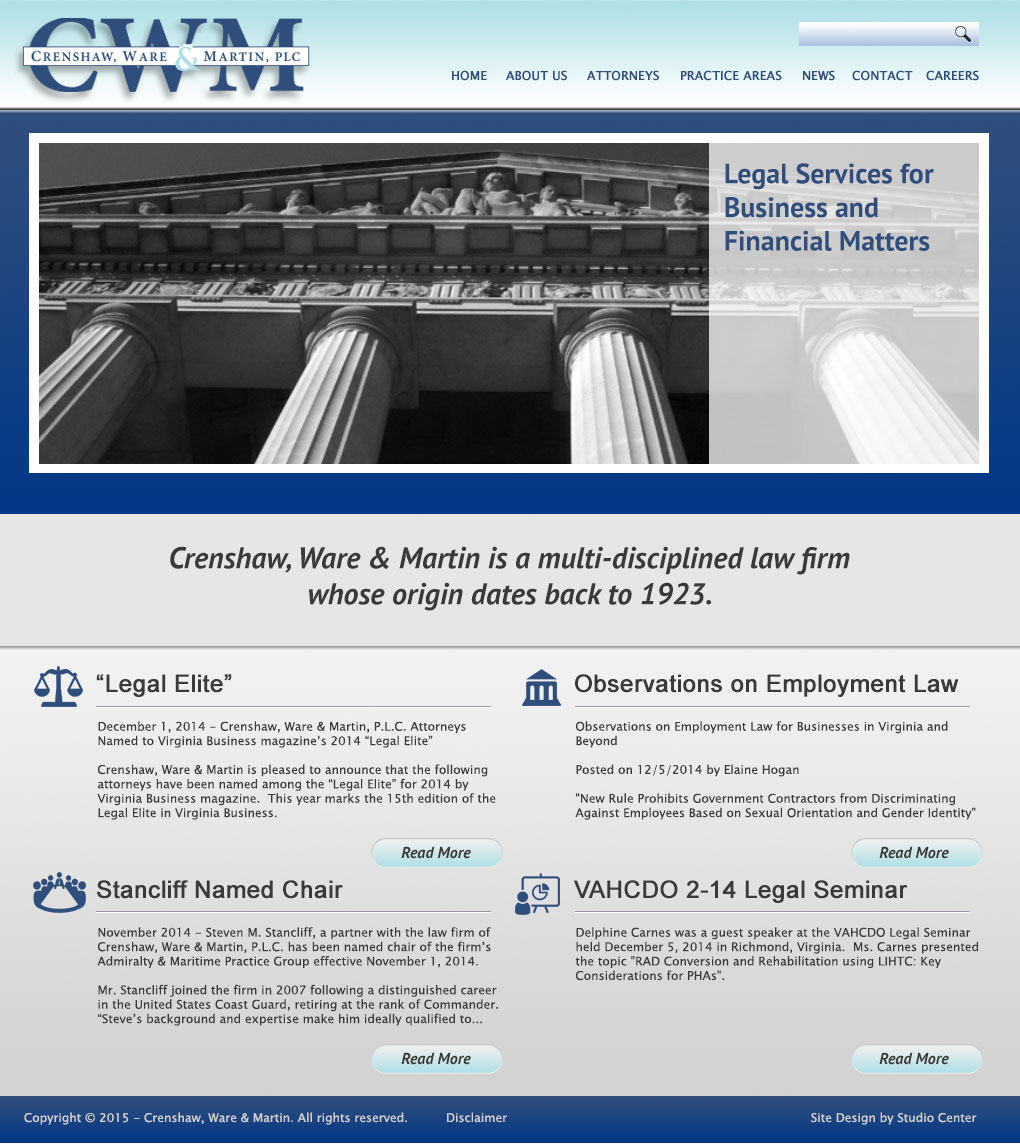 CWM
CRENSHAW, WARE & MARTIN, PLC
HOME ABOUT US ATTORNEYS PRACTICE AREAS NEWS CONTACT CAREERS
Legal Services for
Business and
Financial Matters
Crenshaw, Ware & Martin is a multi-disciplined law firm
whose origin dates back to 1923.
“Legal Elite”
December 1, 2014 – Crenshaw, Ware & Martin, P.L.C. Attorneys
Named to Virginia Business magazine’s 2014 “Legal Elite”
Crenshaw, Ware & Martin is pleased to announce that the following
attorneys have been named among the “Legal Elite” for 2014 by
Virginia Business magazine.  This year marks the 15th edition of the
Legal Elite in Virginia Business.
Read More
Observations on Employment Law
Observations on Employment Law for Businesses in Virginia and
Beyond
Posted on 12/5/2014 by Elaine Hogan
"New Rule Prohibits Government Contractors from Discriminating
Against Employees Based on Sexual Orientation and Gender Identity"
Read More
Stancliff Named Chair
November 2014 – Steven M. Stancliff, a partner with the law firm of
Crenshaw, Ware & Martin, P.L.C. has been named chair of the firm’s
Admiralty & Maritime Practice Group effective November 1, 2014.
Mr. Stancliff joined the firm in 2007 following a distinguished career
in the United States Coast Guard, retiring at the rank of Commander.
“Steve’s background and expertise make him ideally qualified to...
Read More
VAHCDO 2-14 Legal Seminar
Delphine Carnes was a guest speaker at the VAHCDO Legal Seminar
held December 5, 2014 in Richmond, Virginia.  Ms. Carnes presented
the topic "RAD Conversion and Rehabilitation using LIHTC: Key
Considerations for PHAs".
Read More
Copyright © 2015 – Crenshaw, Ware & Martin. All rights reserved. Disclaimer Site Design by Studio Center